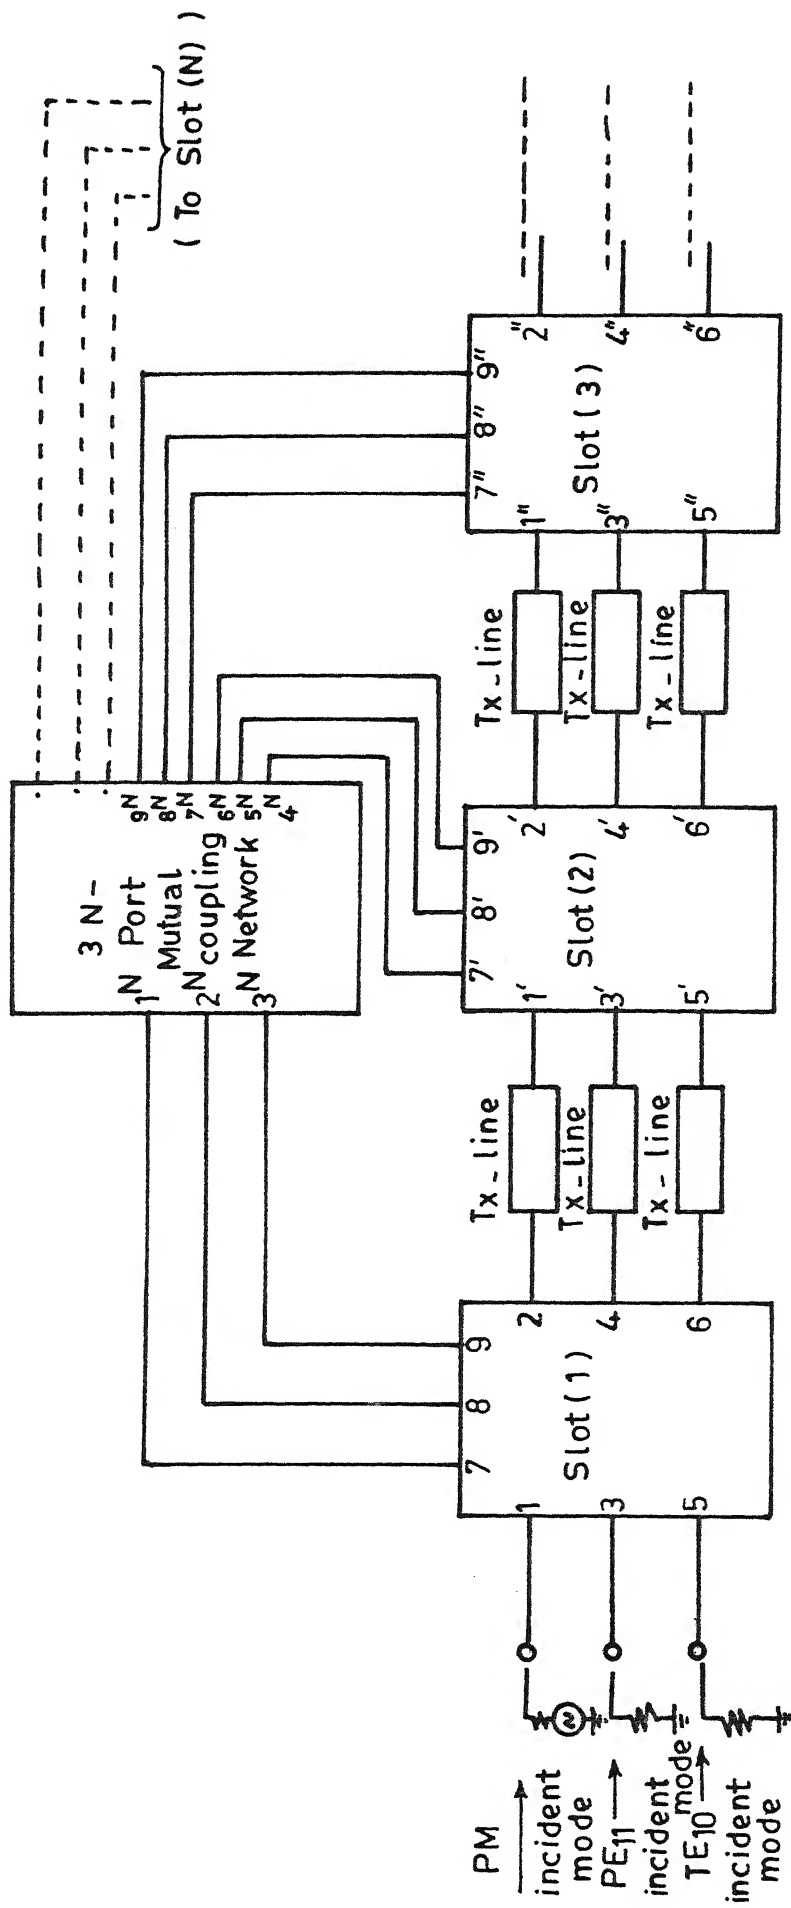 ( To Slot (N) )
3 N-
Port
Mutual
coupling
Network
1N
2N
3N
9N
8N
7N
6N
5N
4N
7
8
9
1
3
5
Slot(1)
2
4
6
Tx-line
Tx-line
Tx-line
7'
8'
9'
1'
3'
5'
Slot(2)
2'
4'
6'
Tx-line
Tx-line
Tx-line
7"
8"
9"
1"
3"
5"
Slot(3)
2"
4"
6"
PM
incident
mode
PE11
incident
mode
TE10
incident
mode